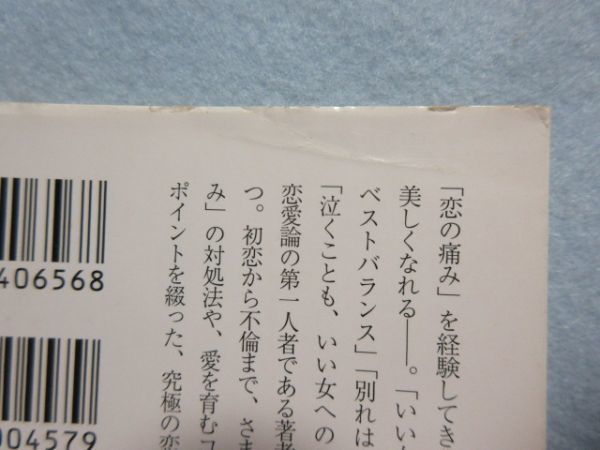 「恋の痛み」を経験してき
美しくなれる――。「いい
ベストバランス」「別れは
「泣くことも、いい女への
恋愛論の第一人者である著
つ。初恋から不倫まで、さ
み」の対処法や、愛を育む
ポイントを綴った、究極の恋
406568
004579